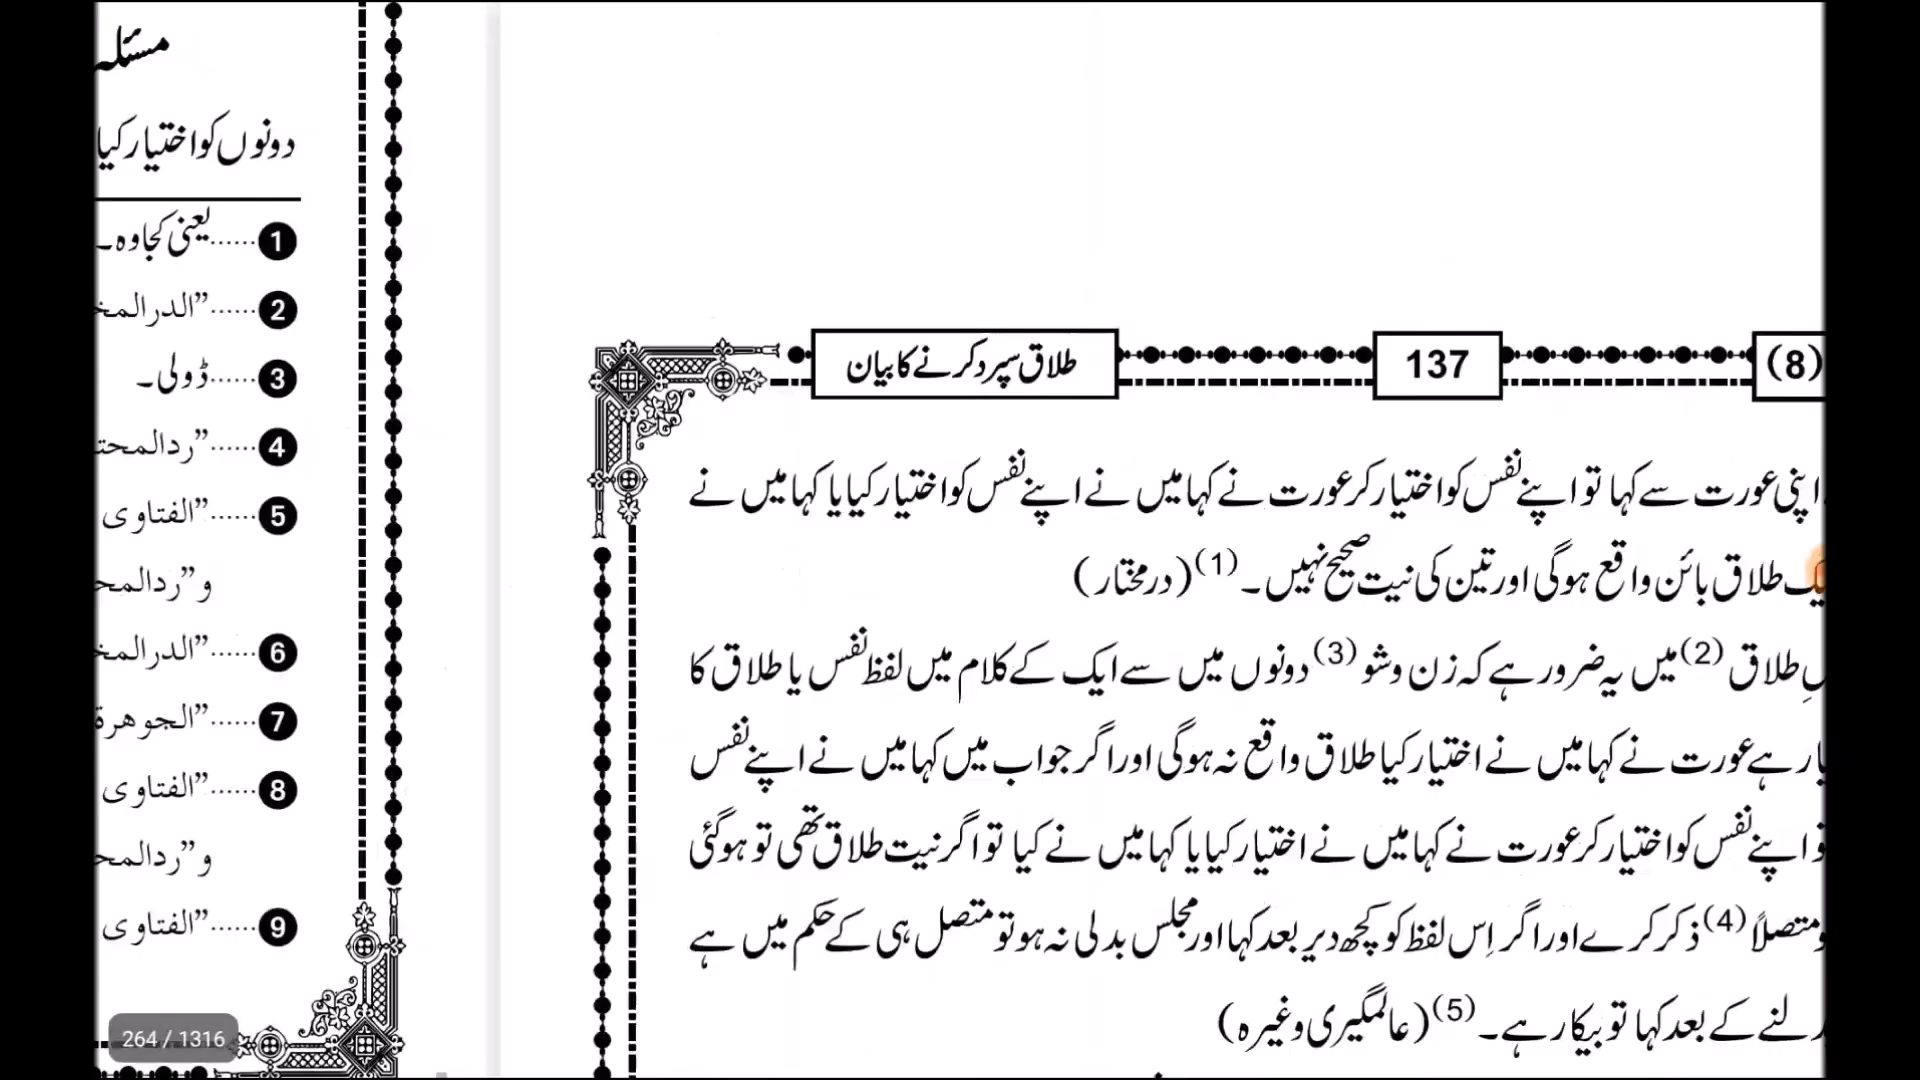 مسئلہ
دونوں کو اختیار کیا
1......یعنی کجاوہ۔
2......”الدرالمخ
3......ڈولی۔
4......”ردالمحت
5......”الفتاوی
و”ردالمح
6......”الدرالمخ
7......”الجوھرۃ
8......”الفتاوی
و”ردالمح
9......”الفتاوی
264 / 1316
(8) 137 طلاق سپرد کرنے کا بیان
اپنی عورت سے کہا تو اپنے نفس کو اختیار کر عورت نے کہا میں نے اپنے نفس کو اختیار کیا یا کہا میں نے
طلاق بائن واقع ہوگی اور تین کی نیت صحیح نہیں۔(1) (درمختار)
طلاق(2) میں یہ ضرور ہے کہ زن و شو(3) دونوں میں سے ایک کے کلام میں لفظ نفس یا طلاق کا
رہے عورت نے کہا میں نے اختیار کیا طلاق واقع نہ ہوگی اور اگر جواب میں کہا میں نے اپنے نفس
اپنے نفس کو اختیار کر عورت نے کہا میں نے اختیار کیا یا کہا میں نے کیا تو اگر نیت طلاق تھی تو ہوگئی
متصلاً(4) ذکر کرے اور اگر اِس لفظ کو کچھ دیر بعد کہا اور مجلس بدلی نہ ہو تو متصل ہی کے حکم میں ہے
لنے کے بعد کہا تو بیکار ہے۔(5) (عالمگیری وغیرہ)